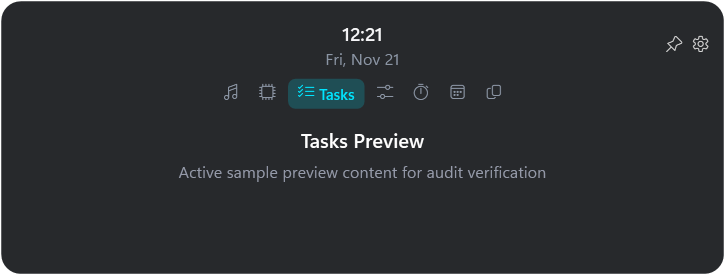 12:21
Fri, Nov 21
Tasks
Tasks Preview
Active sample preview content for audit verification